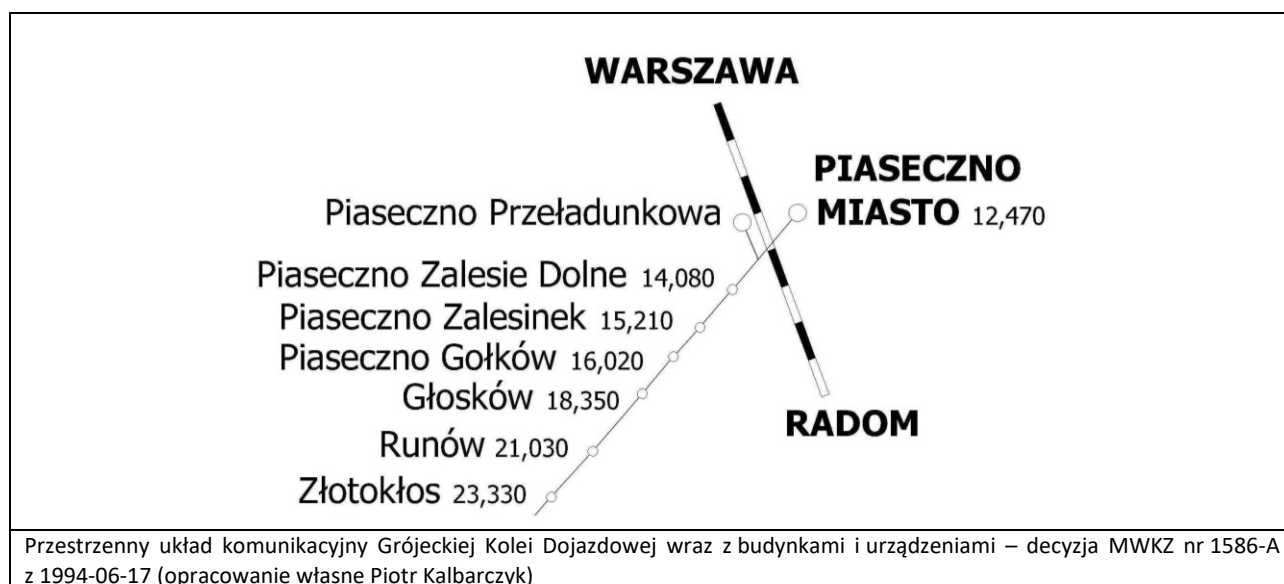 WARSZAWA
PIASECZNO
MIASTO 12,470
Piaseczno Przeładunkowa
Piaseczno Zalesie Dolne 14,080
Piaseczno Zalesinek 15,210
Piaseczno Gołków 16,020
Głosków 18,350
RADOM
Runów 21,030
Złotokłos 23,330
Przestrzenny układ komunikacyjny Grójeckiej Kolei Dojazdowej wraz z budynkami i urządzeniami – decyzja MWKZ nr 1586-A
z 1994-06-17 (opracowanie własne Piotr Kalbarczyk)